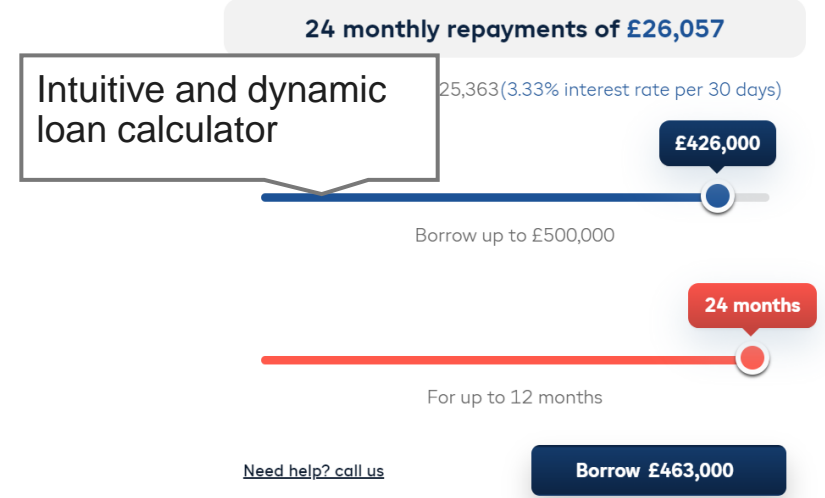 24 monthly repayments of £26,057
Intuitive and dynamic
loan calculator
25,363(3.33% interest rate per 30 days)
£426,000
Borrow up to £500,000
24 months
For up to 12 months
Need help? call us
Borrow £463,000